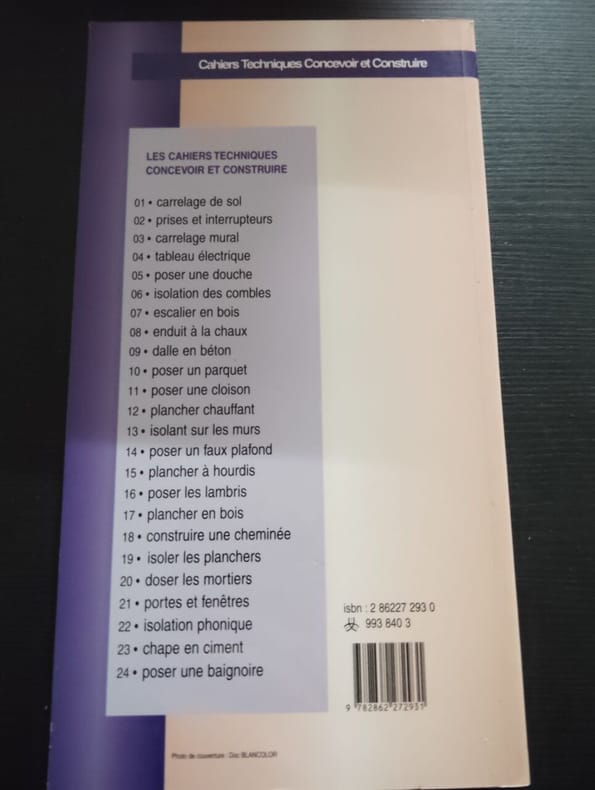 Cahiers Techniques Concevoir et Construire
LES CAHIERS TECHNIQUES
CONCEVOIR ET CONSTRUIRE
01 • carrelage de sol
02 • prises et interrupteurs
03 • carrelage mural
04 • tableau électrique
05 • poser une douche
06 • isolation des combles
07 • escalier en bois
08 • enduit à la chaux
09 • dalle en béton
10 • poser un parquet
11 • poser une cloison
12 • plancher chauffant
13 • isolant sur les murs
14 • poser un faux plafond
15 • plancher à hourdis
16 • poser les lambris
17 • plancher en bois
18 • construire une cheminée
19 • isoler les planchers
20 • doser les mortiers
21 • portes et fenêtres
22 • isolation phonique
23 • chape en ciment
24 • poser une baignoire
isbn : 2 86227 293 0
993 840 3
9 782862 272931
Photo de couverture : Doc BLANCOLOR